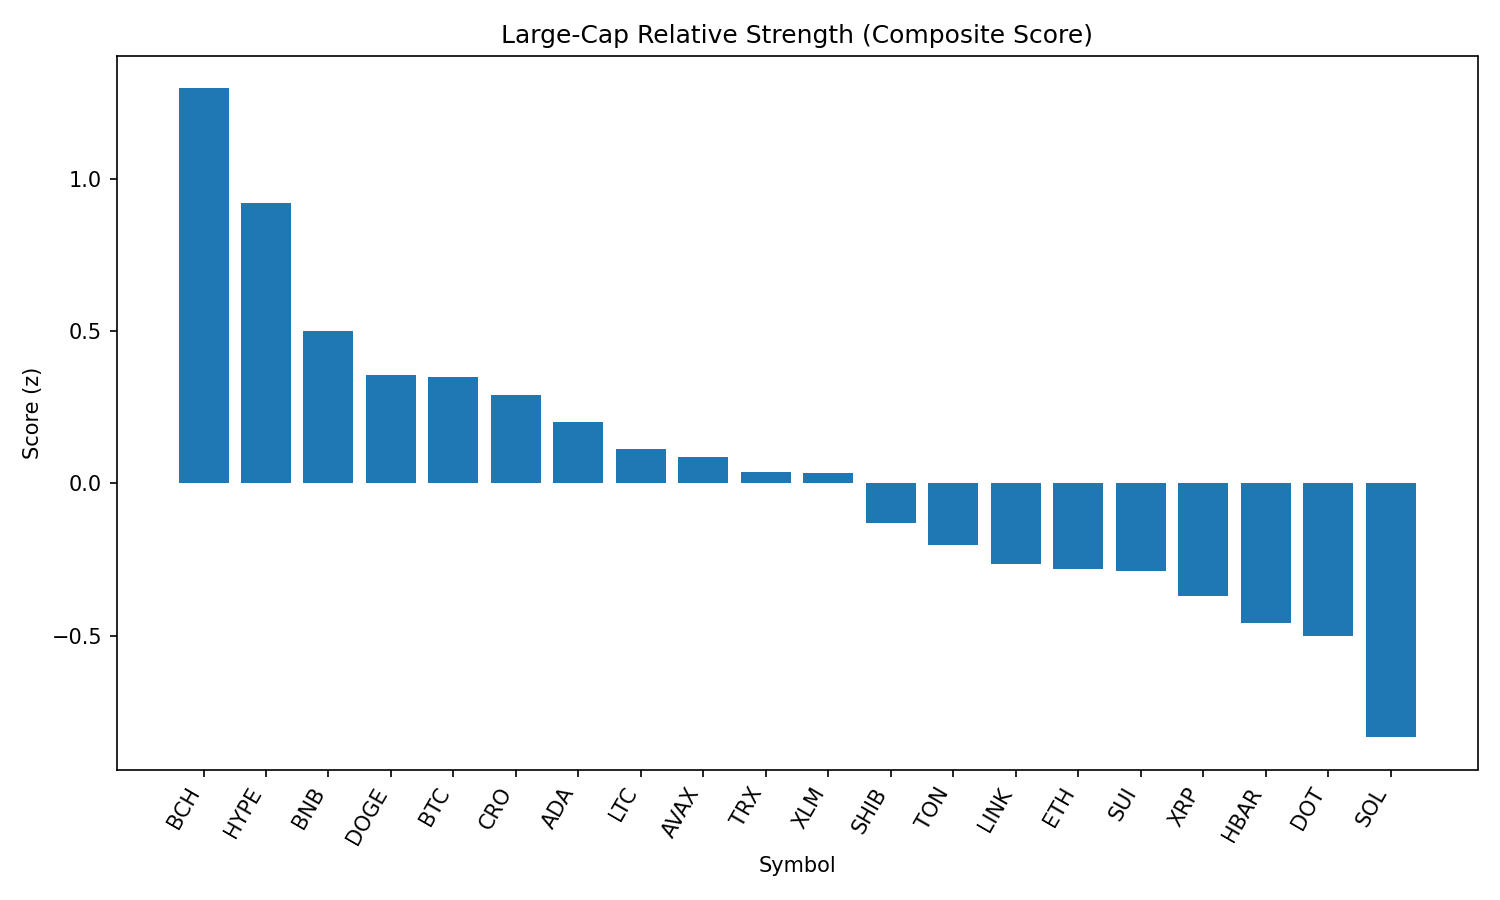 Large-Cap Relative Strength (Composite Score)
1.0
0.5
0.0
−0.5
Score (z)
BCH
HYPE
BNB
DOGE
BTC
CRO
ADA
LTC
AVAX
TRX
XLM
SHIB
TON
LINK
ETH
SUI
XRP
HBAR
DOT
SOL
Symbol